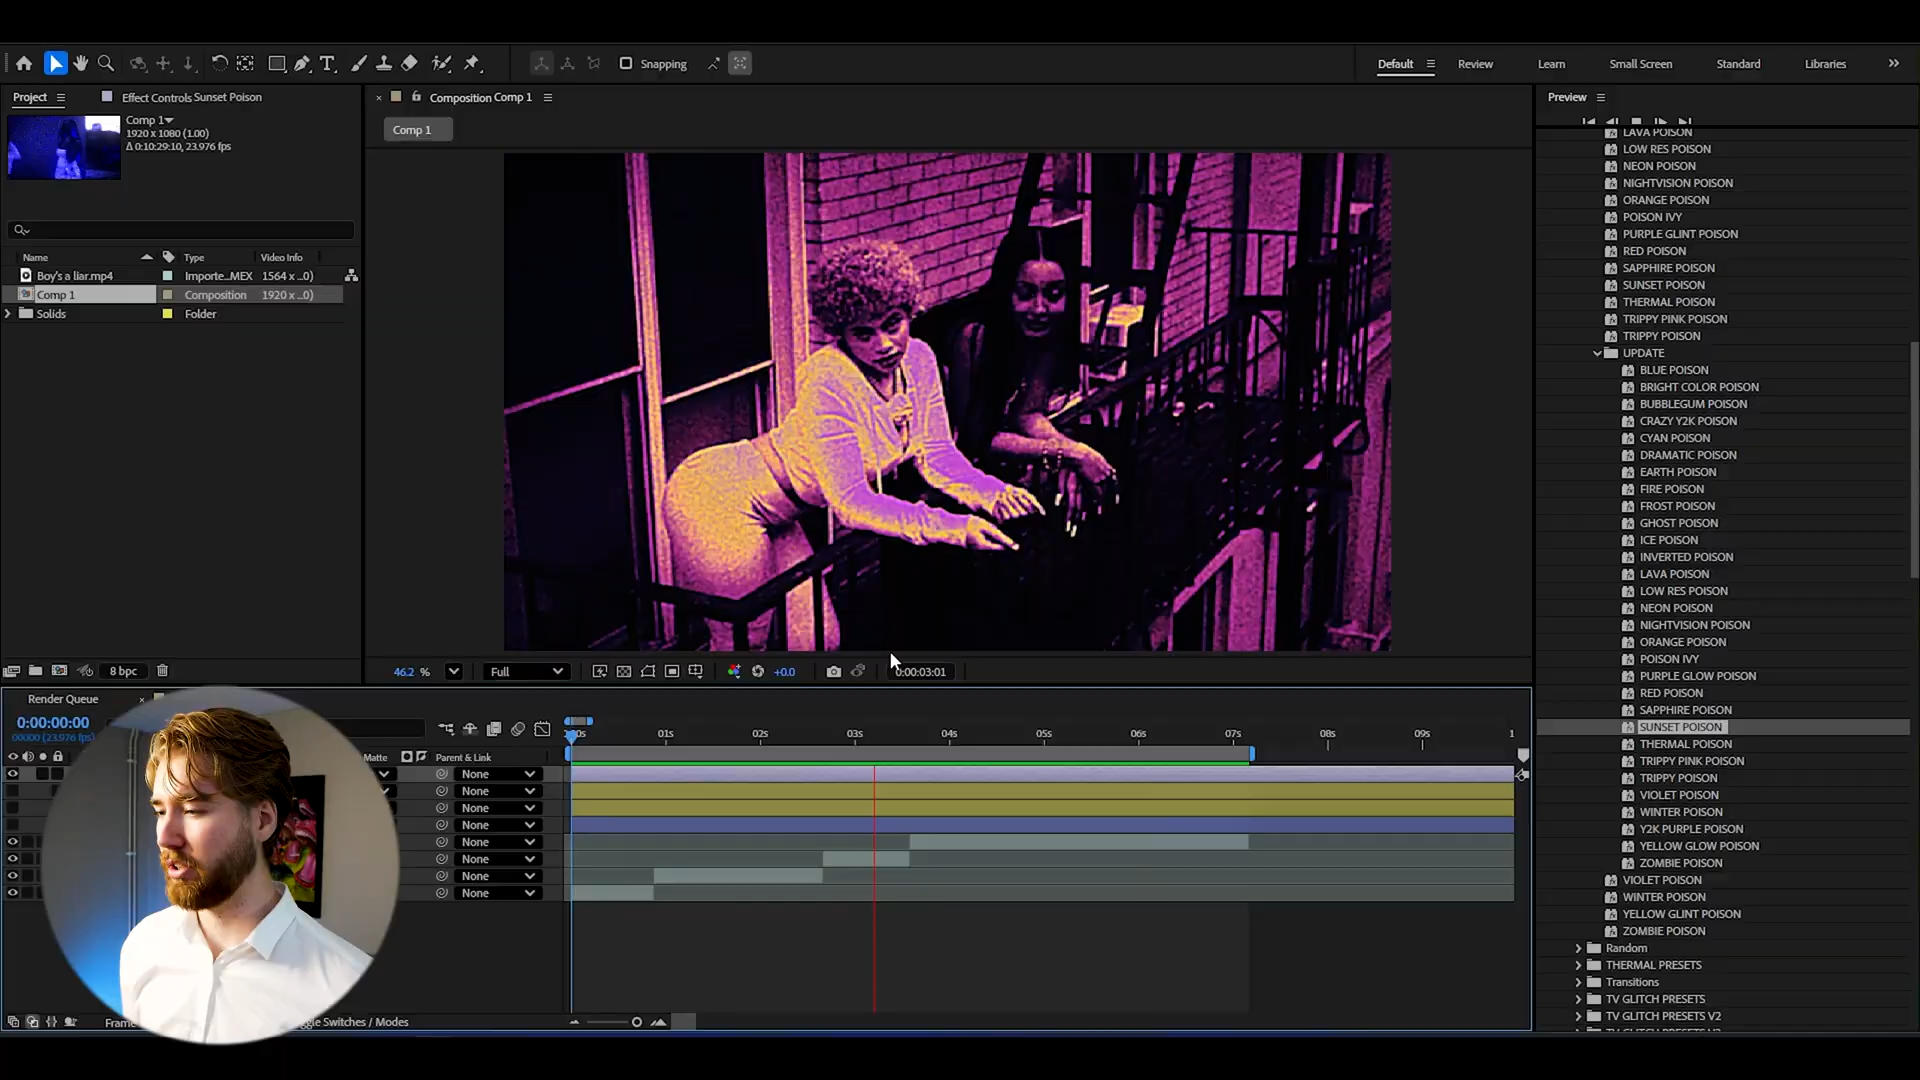 Snapping
Default
Review
Learn
Small Screen
Standard
Libraries
Project
Effect Controls Sunset Poison
Composition Comp 1
Preview
Comp 1
1920 x 1080 (1.00)
Δ 0:10:29:10, 23.976 fps
Comp 1
Name
Type
Video Info
Boy's a liar.mp4
Importe...MEX
1564 x ...0)
Comp 1
Composition
1920 x ...0)
Solids
Folder
8 bpc
46.2 %
Full
+0.0
0:00:03:01
Render Queue
0:00:00:00
00000 (23.976 fps)
Matte
Parent & Link
01s
02s
03s
04s
05s
06s
07s
08s
09s
None
None
None
None
None
None
None
None
Frame
gle Switches / Modes
LAVA POISON
LOW RES POISON
NEON POISON
NIGHTVISION POISON
ORANGE POISON
POISON IVY
PURPLE GLINT POISON
RED POISON
SAPPHIRE POISON
SUNSET POISON
THERMAL POISON
TRIPPY PINK POISON
TRIPPY POISON
UPDATE
BLUE POISON
BRIGHT COLOR POISON
BUBBLEGUM POISON
CRAZY Y2K POISON
CYAN POISON
DRAMATIC POISON
EARTH POISON
FIRE POISON
FROST POISON
GHOST POISON
ICE POISON
INVERTED POISON
LAVA POISON
LOW RES POISON
NEON POISON
NIGHTVISION POISON
ORANGE POISON
POISON IVY
PURPLE GLOW POISON
RED POISON
SAPPHIRE POISON
SUNSET POISON
THERMAL POISON
TRIPPY PINK POISON
TRIPPY POISON
VIOLET POISON
WINTER POISON
Y2K PURPLE POISON
YELLOW GLOW POISON
ZOMBIE POISON
VIOLET POISON
WINTER POISON
YELLOW GLINT POISON
ZOMBIE POISON
Random
THERMAL PRESETS
Transitions
TV GLITCH PRESETS
TV GLITCH PRESETS V2